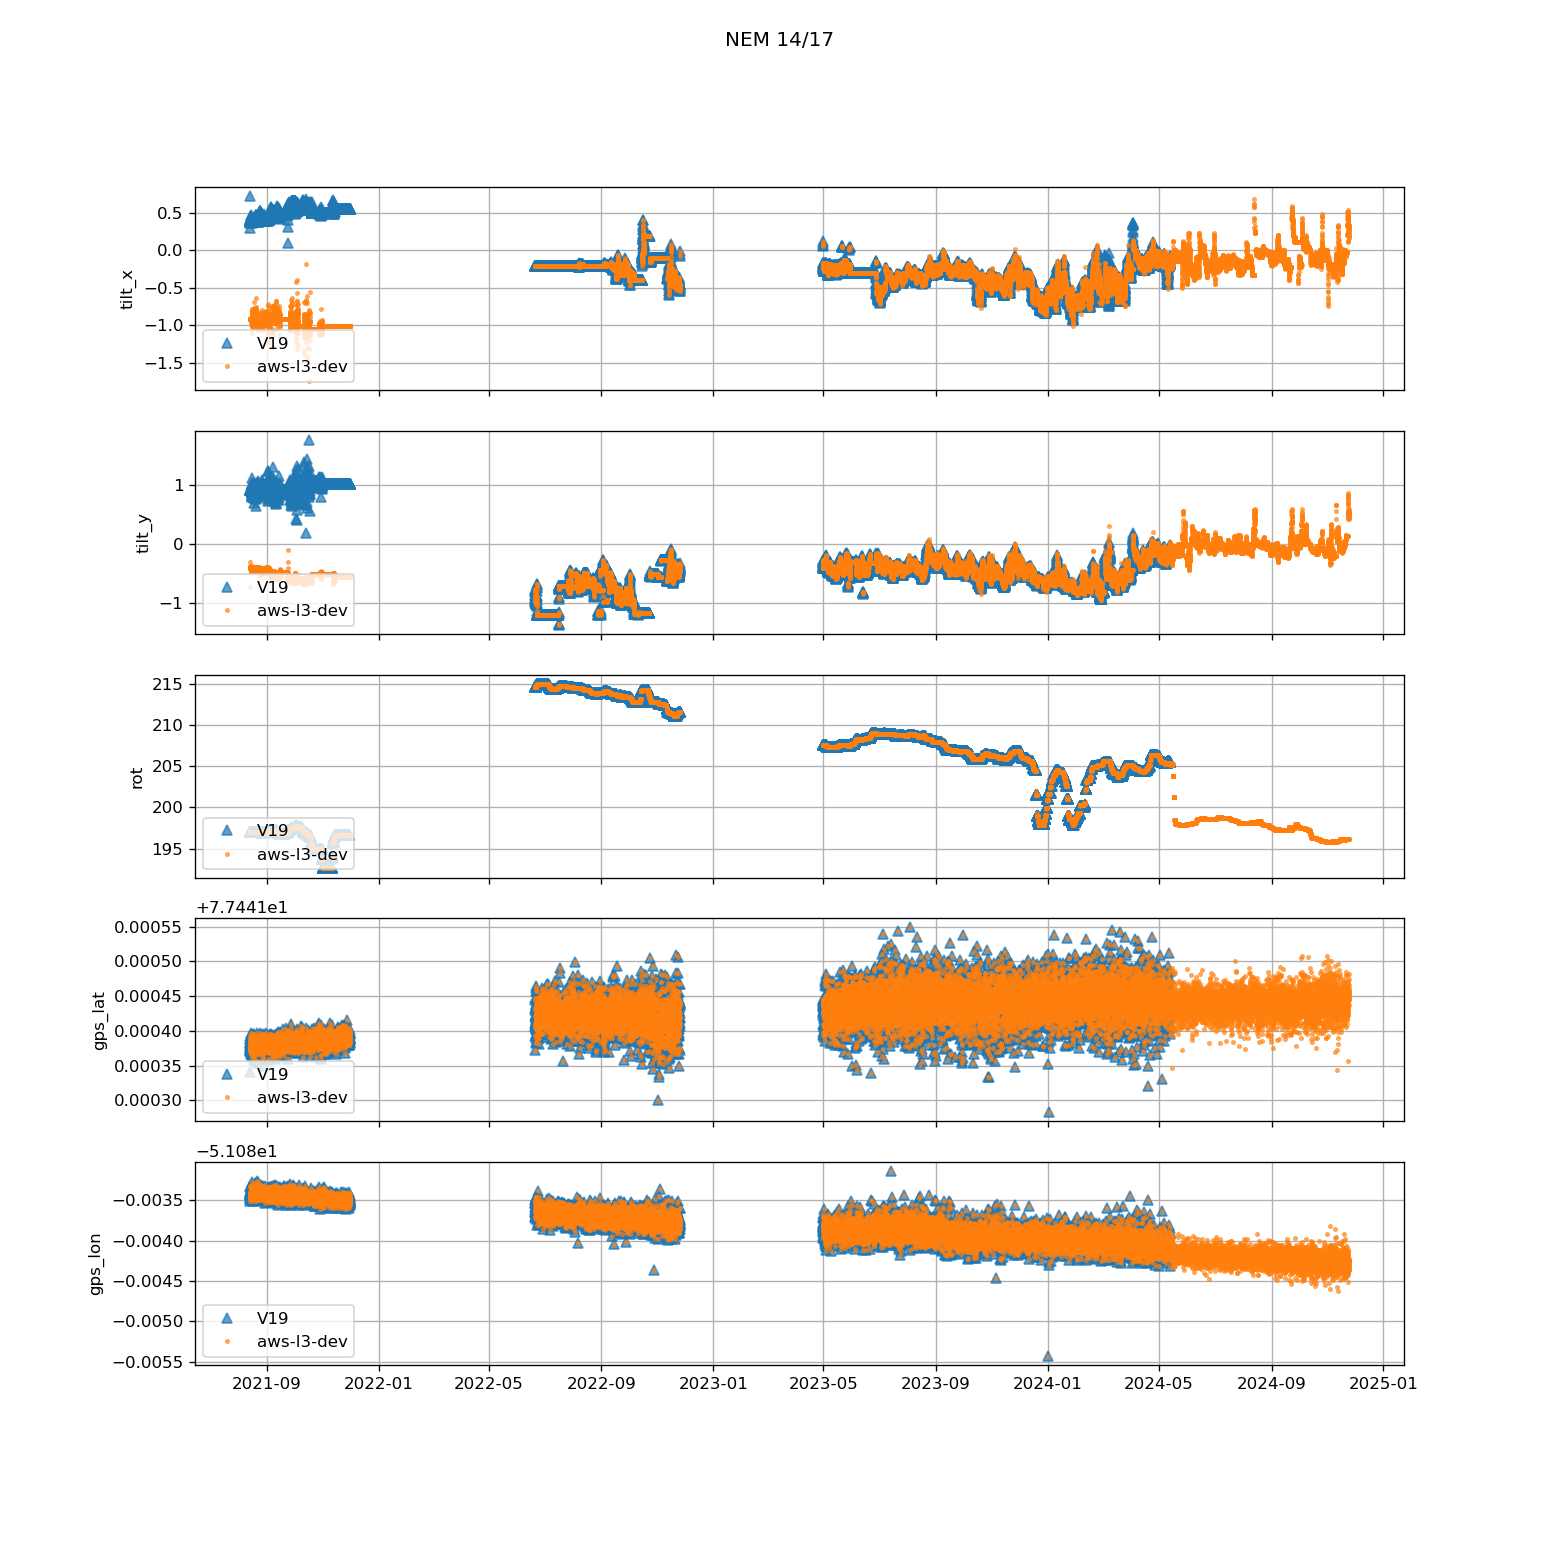 NEM 14/17
tilt_x
0.5
0.0
−0.5
−1.0
−1.5
V19
aws-l3-dev
tilt_y
1
0
−1
V19
aws-l3-dev
rot
215
210
205
200
195
V19
aws-l3-dev
+7.7441e1
gps_lat
0.00055
0.00050
0.00045
0.00040
0.00035
0.00030
V19
aws-l3-dev
−5.108e1
gps_lon
−0.0035
−0.0040
−0.0045
−0.0050
−0.0055
V19
aws-l3-dev
2021-09 2022-01 2022-05 2022-09 2023-01 2023-05 2023-09 2024-01 2024-05 2024-09 2025-01